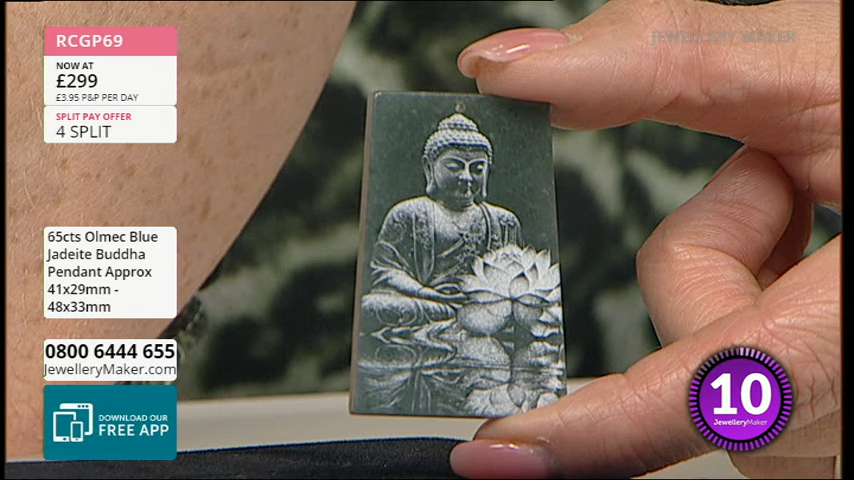 RCGP69
NOW AT
£299
£3.95 P&P PER DAY
SPLIT PAY OFFER
4 SPLIT
65cts Olmec Blue
Jadeite Buddha
Pendant Approx
41x29mm -
48x33mm
0800 6444 655
JewelleryMaker.com
DOWNLOAD OUR
FREE APP
JEWELLERY MAKER
10
JewelleryMaker